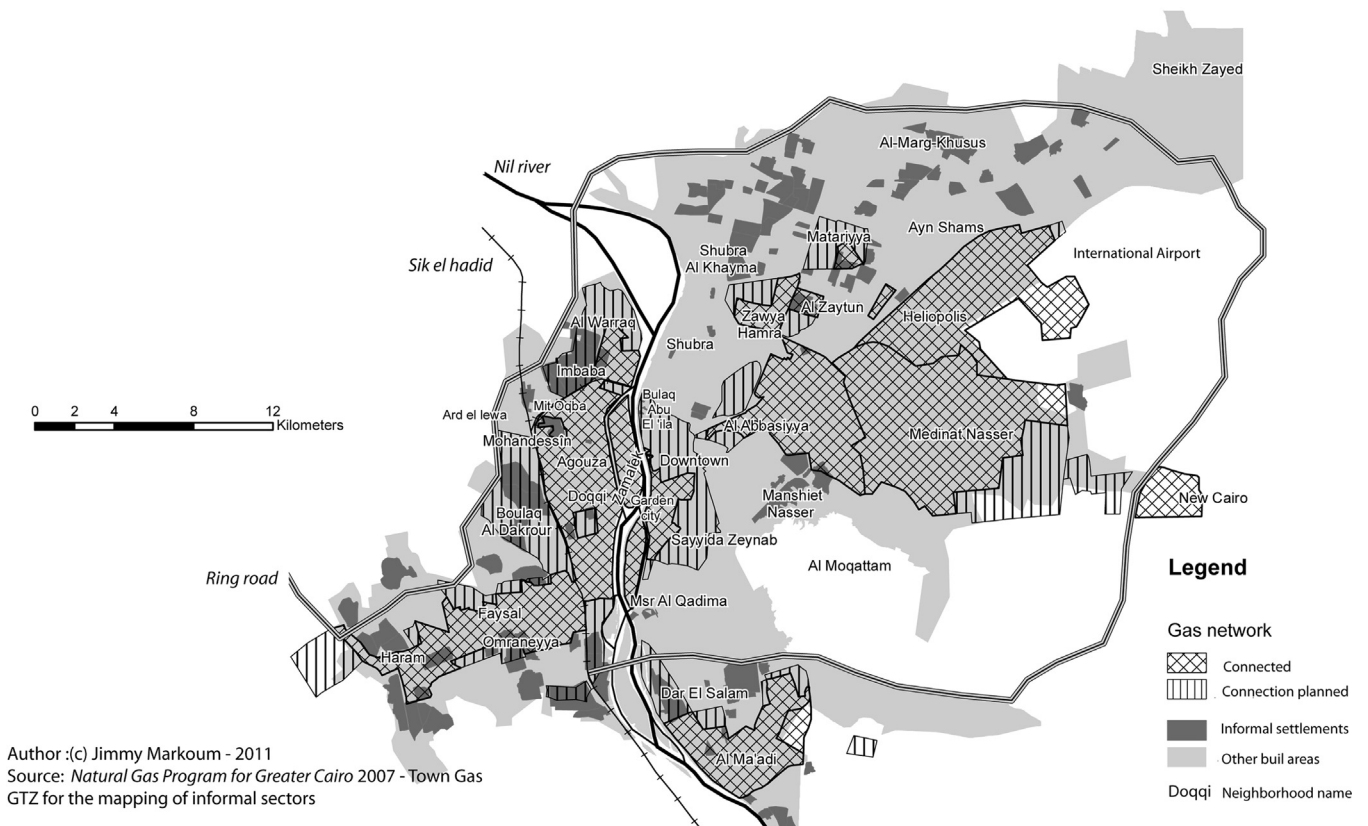 Sheikh Zayed
Al-Marg-Khusus
Nil river
Matariyya
Ayn Shams
Shubra
Al Khayma
International Airport
Sik el hadid
Al Zaytun
Zawya
Hamra
Heliopolis
Al Warraq
Shubra
Imbaba
Bulaq
Abu
El 'ila
Mit Oqba
Ard el lewa
0 2 4 8 12
Kilometers
Mohandessin
Al Abbasiyya
Medinat Nasser
Agouza
Zamalek
Downtown
Doqqi
Garden
city
Manshiet
Nasser
New Cairo
Boulaq
Al Dakrour
Sayyida Zeynab
Al Moqattam
Ring road
Msr Al Qadima
Faysal
Omraneyya
Haram
Dar El Salam
Al Ma'adi
Legend
Gas network
Connected
Connection planned
Informal settlements
Other buil areas
Doqqi Neighborhood name
Author :(c) Jimmy Markoum - 2011
Source: Natural Gas Program for Greater Cairo 2007 - Town Gas
GTZ for the mapping of informal sectors